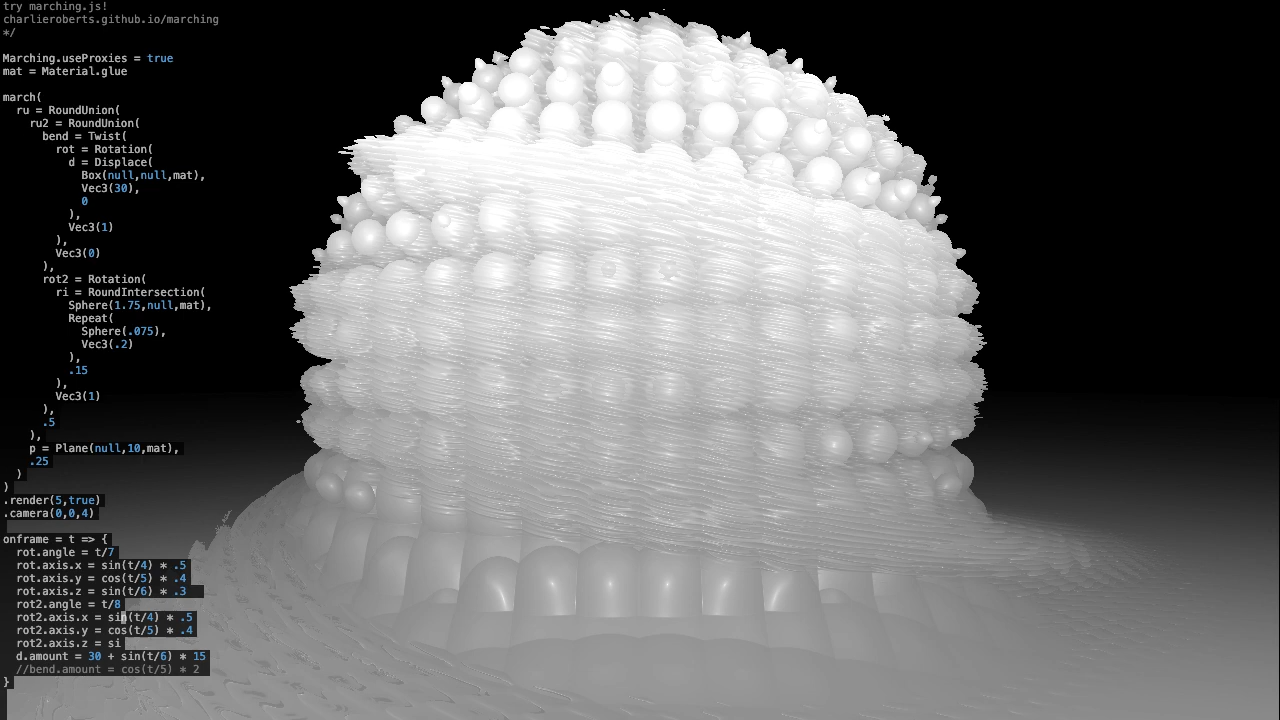 try marching.js!
charlieroberts.github.io/marching
*/
Marching.useProxies = true
mat = Material.glue
march(
ru = RoundUnion(
ru2 = RoundUnion(
bend = Twist(
rot = Rotation(
d = Displace(
Box(null,null,mat),
Vec3(30),
0
),
Vec3(1)
),
Vec3(0)
),
rot2 = Rotation(
ri = RoundIntersection(
Sphere(1.75,null,mat),
Repeat(
Sphere(.075),
Vec3(.2)
),
.15
),
Vec3(1)
),
.5
),
p = Plane(null,10,mat),
.25
)
)
.render(5,true)
.camera(0,0,4)
onframe = t => {
rot.angle = t/7
rot.axis.x = sin(t/4) * .5
rot.axis.y = cos(t/5) * .4
rot.axis.z = sin(t/6) * .3
rot2.angle = t/8
rot2.axis.x = sin(t/4) * .5
rot2.axis.y = cos(t/5) * .4
rot2.axis.z = si
d.amount = 30 + sin(t/6) * 15
//bend.amount = cos(t/5) * 2
}